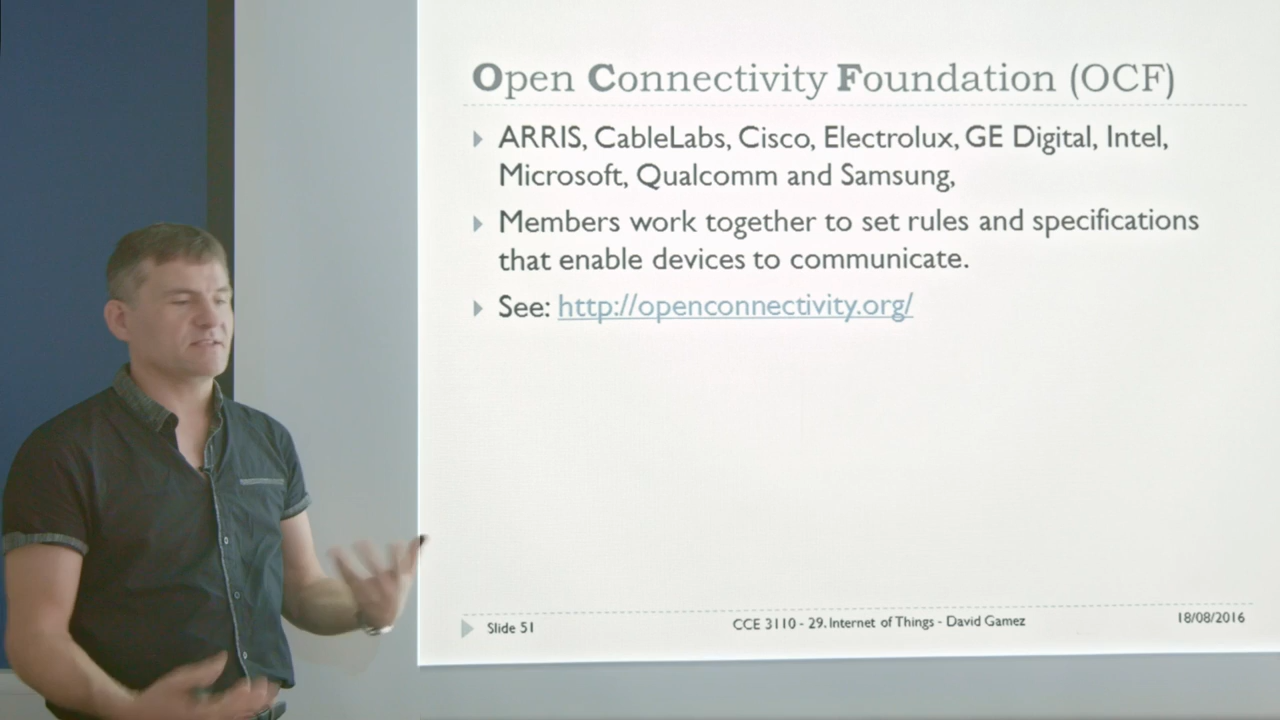 Open Connectivity Foundation (OCF)
ARRIS, CableLabs, Cisco, Electrolux, GE Digital, Intel,
Microsoft, Qualcomm and Samsung,
Members work together to set rules and specifications
that enable devices to communicate.
See: http://openconnectivity.org/
Slide 51
CCE 3110 - 29. Internet of Things - David Gamez
18/08/2016